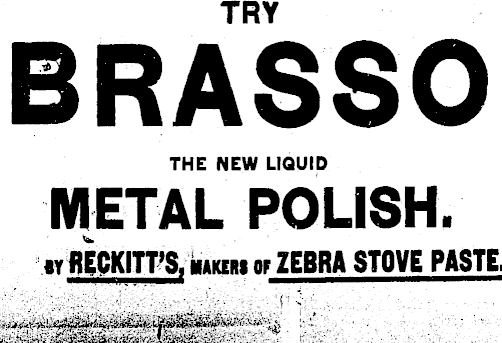 TRY
BRASSO
THE NEW LIQUID
METAL POLISH.
BY RECKITT'S, MAKERS OF ZEBRA STOVE PASTE.